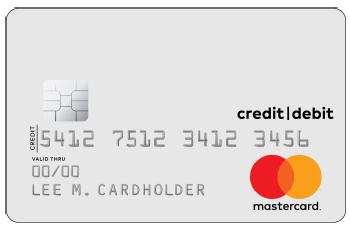 credit|debit
CREDIT
5412 7512 3412 3456
VALID THRU
00/00
LEE M. CARDHOLDER
mastercard.